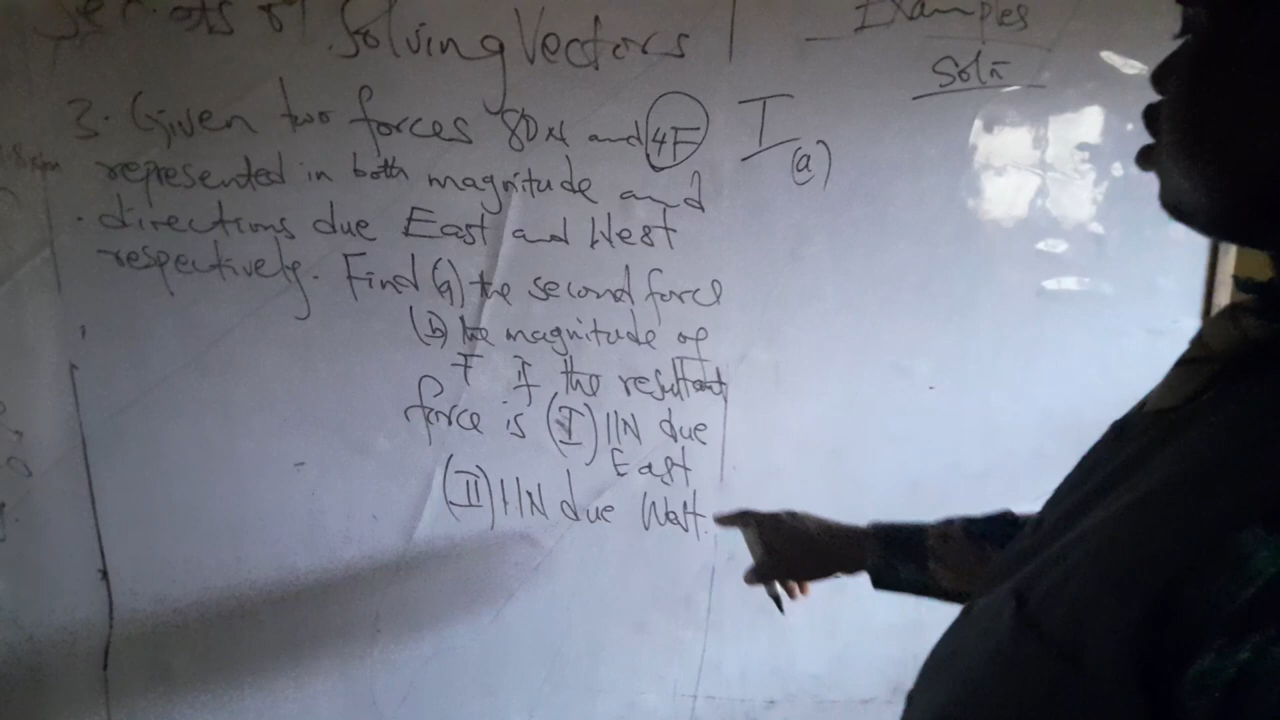 of Solving Vectors
Examples
Soln
3. Given two forces 80N and 4F
represented in both magnitude and
directions due East and West
respectively. Find (a) the second force
(b) the magnitude of
F if the resultant
force is (I) 11N due
East
(II) 11N due West.
I
(a)